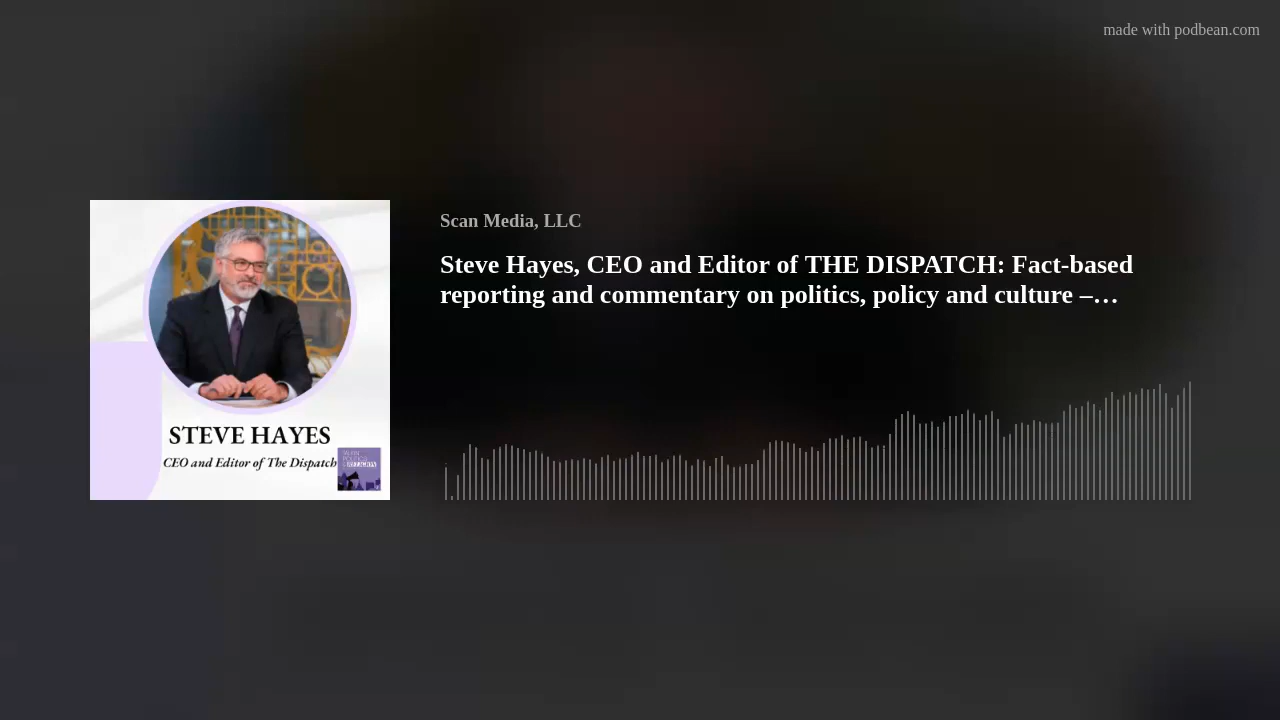 made with podbean.com
Scan Media, LLC
Steve Hayes, CEO and Editor of THE DISPATCH: Fact-based
reporting and commentary on politics, policy and culture –…
STEVE HAYES
CEO and Editor of The Dispatch